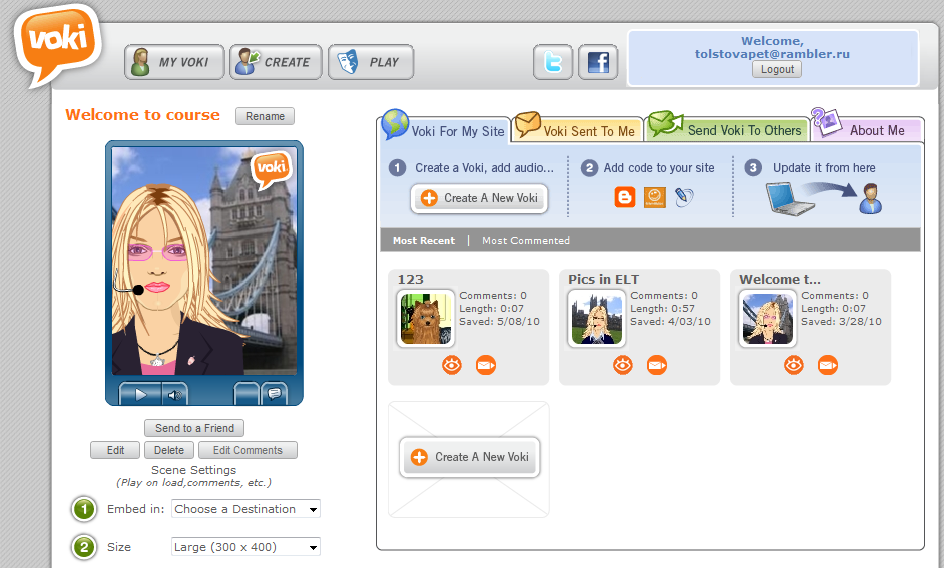 voki
MY VOKI
CREATE
PLAY
Welcome,
tolstovapet@rambler.ru
Logout
Welcome to course
Rename
voki
Send to a Friend
Edit
Delete
Edit Comments
Scene Settings
(Play on load,comments, etc.)
1
Embed in:
Choose a Destination
2
Size
Large (300 x 400)
Voki For My Site
Voki Sent To Me
Send Voki To Others
About Me
1
Create a Voki, add audio...
Create A New Voki
2
Add code to your site
3
Update it from here
Most Recent | Most Commented
123
Comments: 0
Length: 0:07
Saved: 5/08/10
Pics in ELT
Comments: 0
Length: 0:57
Saved: 4/03/10
Welcome t...
Comments: 0
Length: 0:07
Saved: 3/28/10
Create A New Voki